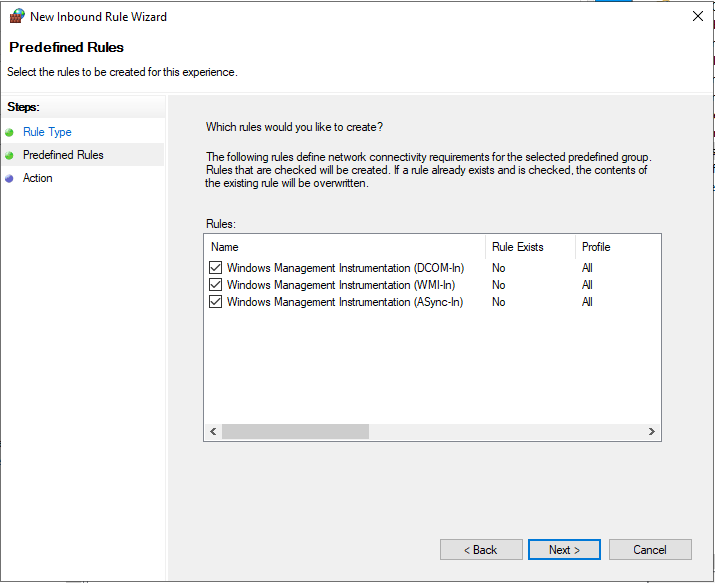 New Inbound Rule Wizard
Predefined Rules
Select the rules to be created for this experience.
Steps:
Rule Type
Predefined Rules
Action
Which rules would you like to create?
The following rules define network connectivity requirements for the selected predefined group.
Rules that are checked will be created. If a rule already exists and is checked, the contents of
the existing rule will be overwritten.
Rules:
Name Rule Exists Profile
Windows Management Instrumentation (DCOM-In) No All
Windows Management Instrumentation (WMI-In) No All
Windows Management Instrumentation (ASync-In) No All
< Back Next > Cancel